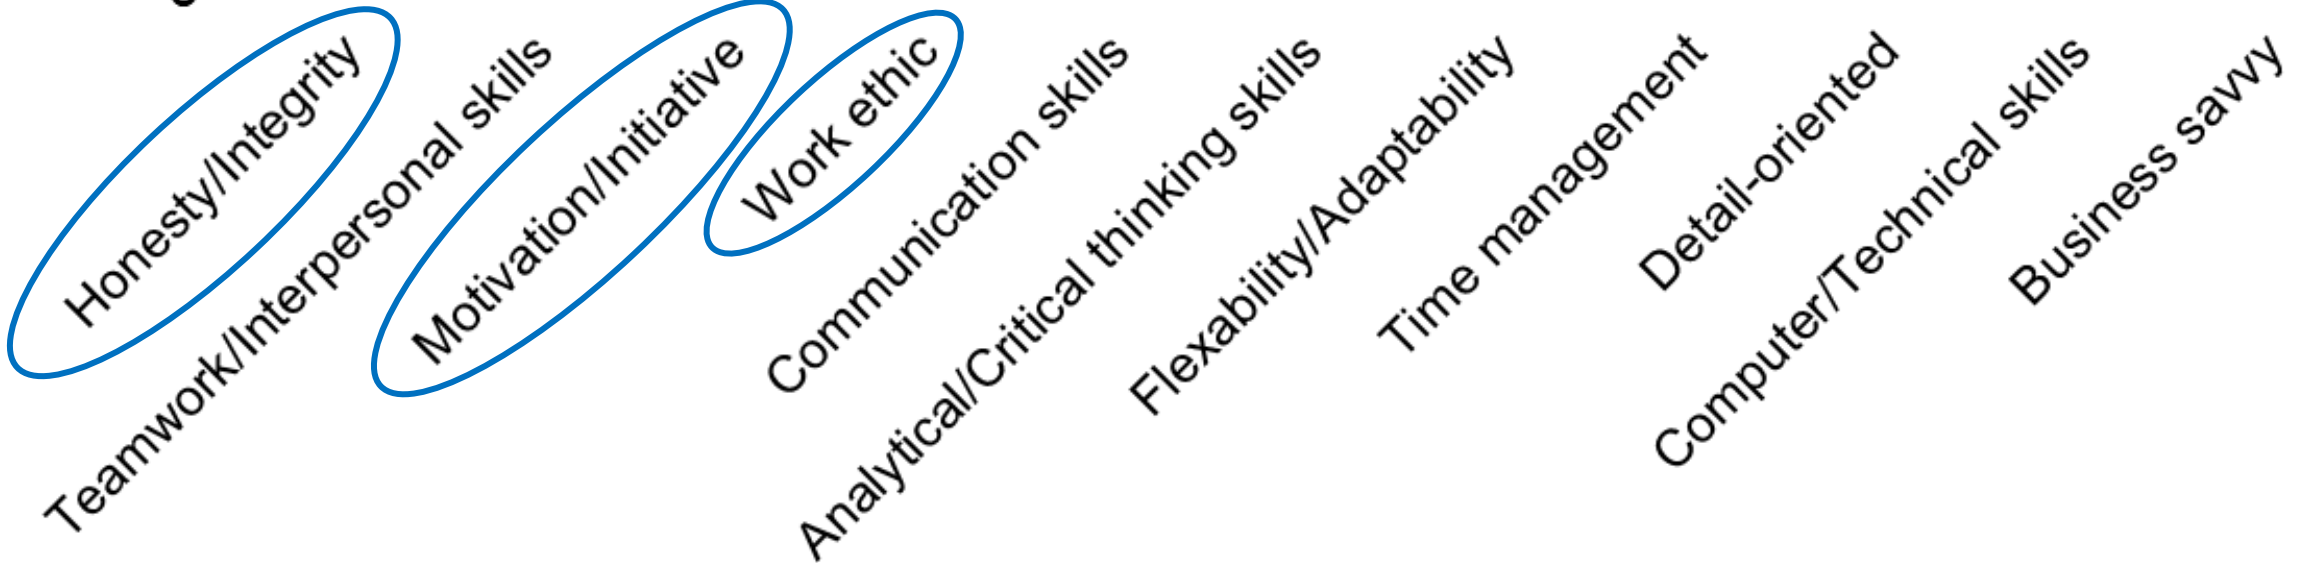 Honesty/Integrity
Teamwork/Interpersonal skills
Motivation/Initiative
Work ethic
Communication skills
Analytical/Critical thinking skills
Flexability/Adaptability
Time management
Detail-oriented
Computer/Technical skills
Business savvy